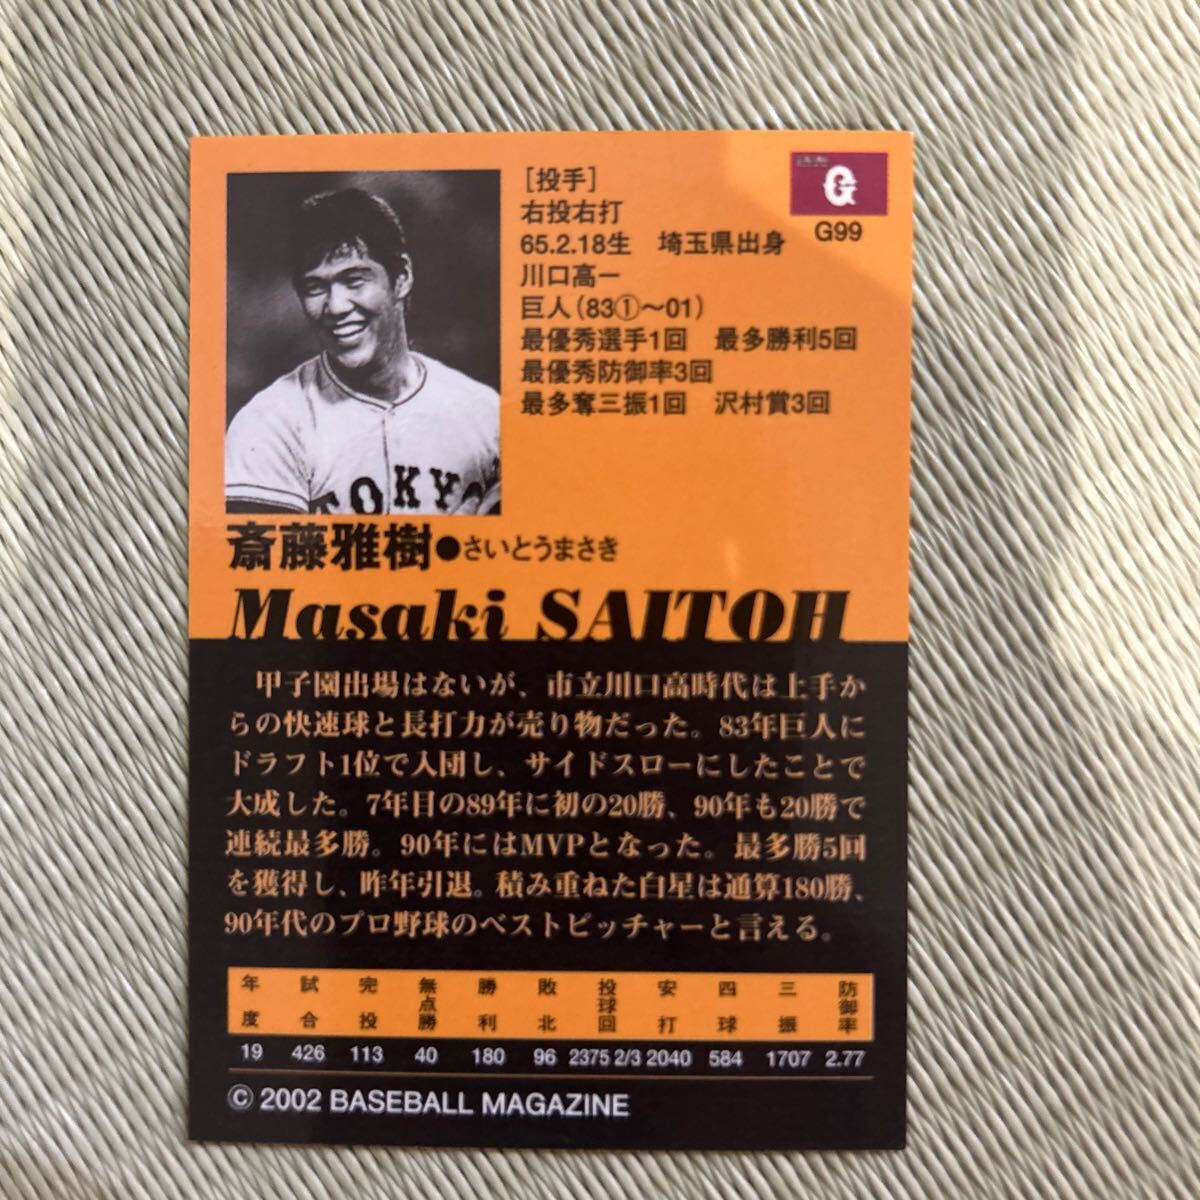 [投手]
右投右打
65.2.18生　埼玉県出身
川口高一
巨人(83①～01)
最優秀選手1回　最多勝利5回
最優秀防御率3回
最多奪三振1回　沢村賞3回
G
G99
TOKYO
斎藤雅樹●さいとうまさき
Masaki SAITOH
甲子園出場はないが、市立川口高時代は上手か
らの快速球と長打力が売り物だった。83年巨人に
ドラフト1位で入団し、サイドスローにしたことで
大成した。7年目の89年に初の20勝、90年も20勝で
連続最多勝。90年にはMVPとなった。最多勝5回
を獲得し、昨年引退。積み重ねた白星は通算180勝、
90年代のプロ野球のベストピッチャーと言える。
年度 試合 完投 無点勝 勝利 敗北 投球回 安打 四球 三振 防御率
19 426 113 40 180 96 2375 2/3 2040 584 1707 2.77
© 2002 BASEBALL MAGAZINE